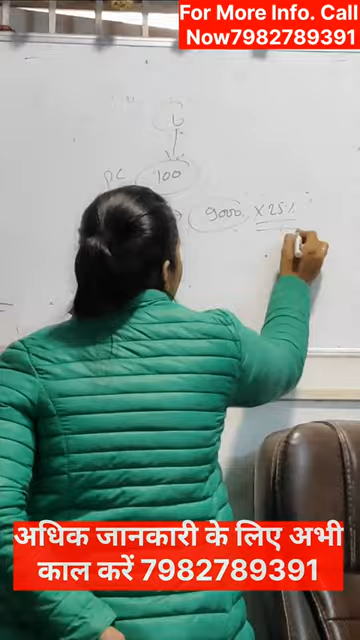 For More Info. Call
Now7982789391
PC
100
9000 X 25%
अधिक जानकारी के लिए अभी
काल करें 7982789391